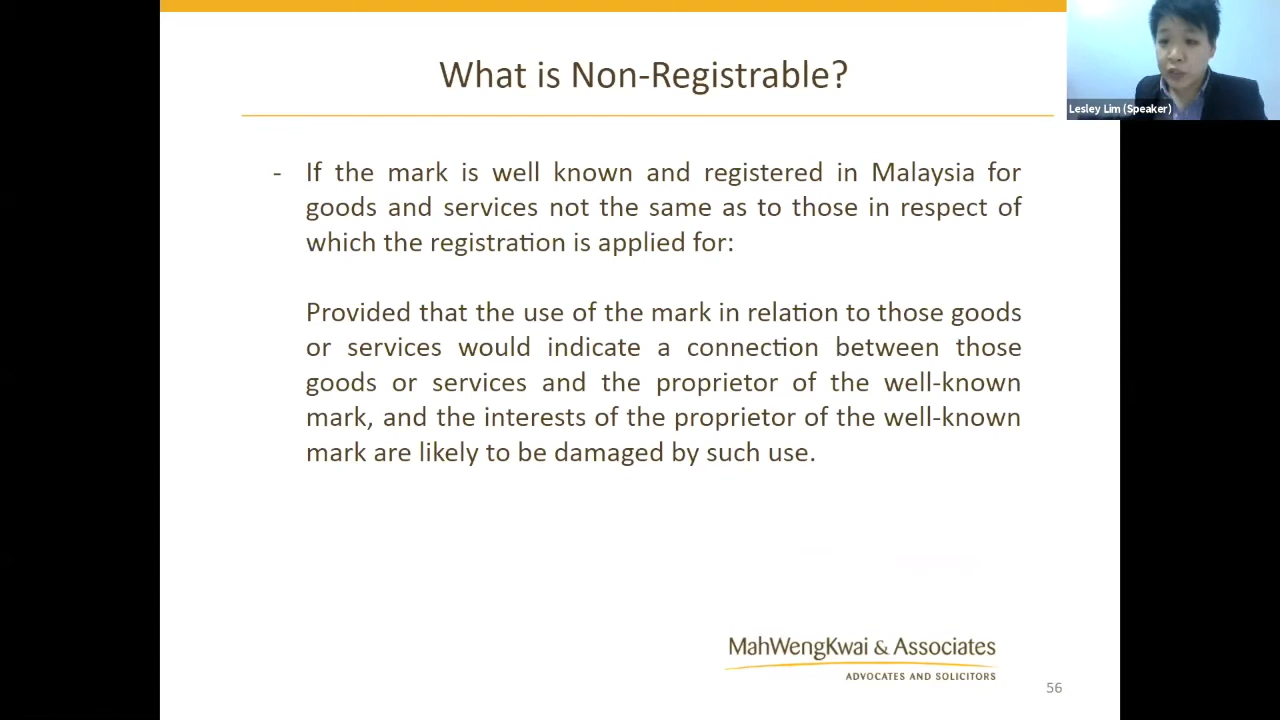 What is Non-Registrable?
Lesley Lim (Speaker)
- If the mark is well known and registered in Malaysia for
goods and services not the same as to those in respect of
which the registration is applied for:
Provided that the use of the mark in relation to those goods
or services would indicate a connection between those
goods or services and the proprietor of the well-known
mark, and the interests of the proprietor of the well-known
mark are likely to be damaged by such use.
MahWengKwai & Associates
ADVOCATES AND SOLICITORS
56